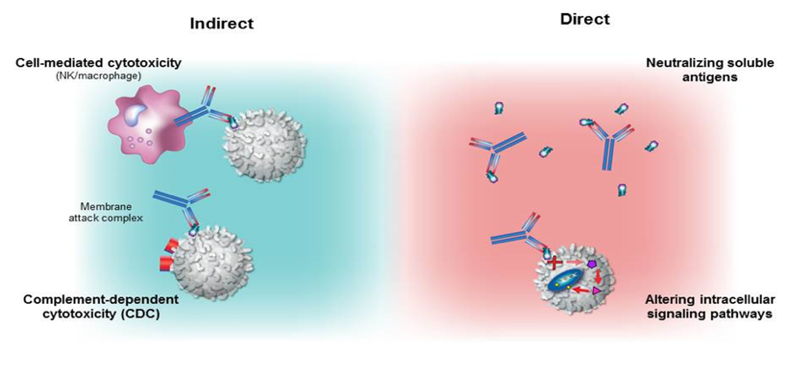 Indirect
Direct
Cell-mediated cytotoxicity
(NK/macrophage)
Neutralizing soluble
antigens
Membrane
attack complex
Complement-dependent
cytotoxicity (CDC)
Altering intracellular
signaling pathways